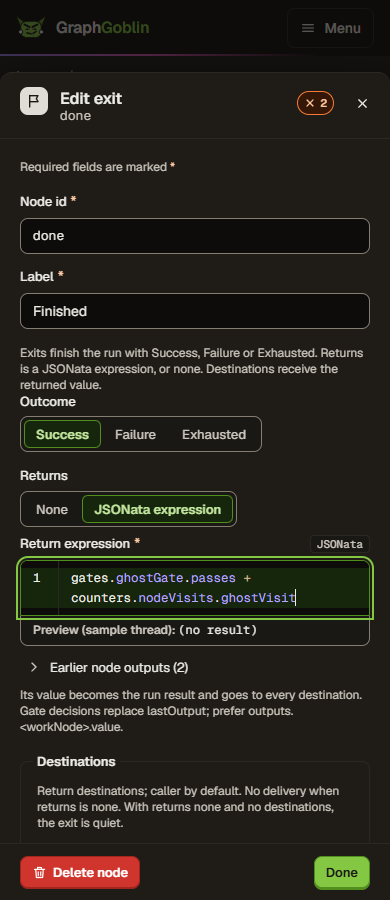 GraphGoblin
Menu
Edit exit
done
2
Required fields are marked *
Node id *
done
Label *
Finished
Exits finish the run with Success, Failure or Exhausted. Returns
is a JSONata expression, or none. Destinations receive the
returned value.
Outcome
Success Failure Exhausted
Returns
None JSONata expression
Return expression * JSONata
1 gates.ghostGate.passes +
counters.nodeVisits.ghostVisit
Preview (sample thread): (no result)
Earlier node outputs (2)
Its value becomes the run result and goes to every destination.
Gate decisions replace lastOutput; prefer outputs.
<workNode>.value.
Destinations
Return destinations; caller by default. No delivery when
returns is none. With returns none and no destinations,
the exit is quiet.
Delete node Done